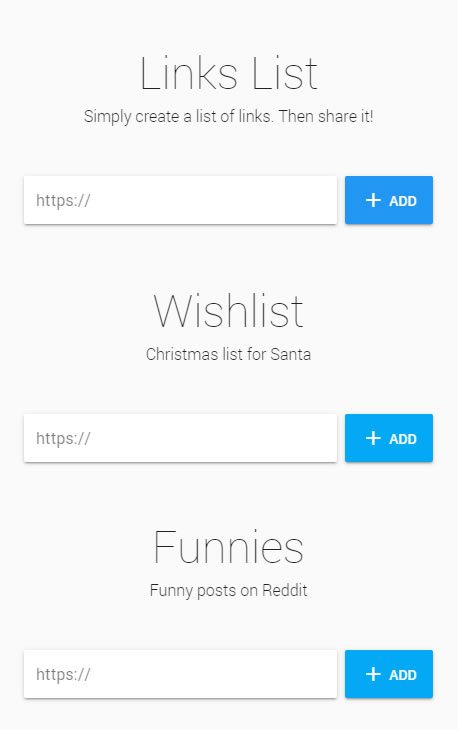 Links List
Simply create a list of links. Then share it!
https://
+ ADD
Wishlist
Christmas list for Santa
https://
+ ADD
Funnies
Funny posts on Reddit
https://
+ ADD